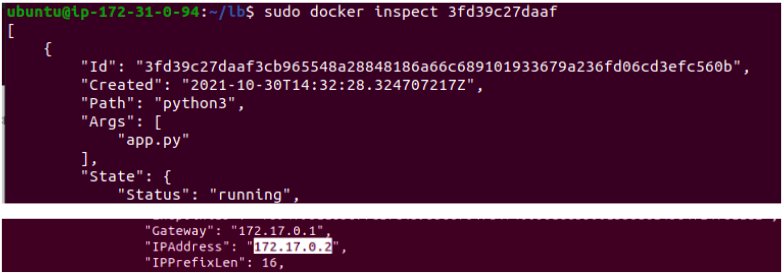 ubuntu@ip-172-31-0-94:~/lb$ sudo docker inspect 3fd39c27daaf
[
    {
        "Id": "3fd39c27daaf3cb965548a28848186a66c689101933679a236fd06cd3efc560b",
        "Created": "2021-10-30T14:32:28.324707217Z",
        "Path": "python3",
        "Args": [
            "app.py"
        ],
        "State": {
            "Status": "running",
"Gateway": "172.17.0.1",
"IPAddress": "172.17.0.2",
"IPPrefixLen": 16,